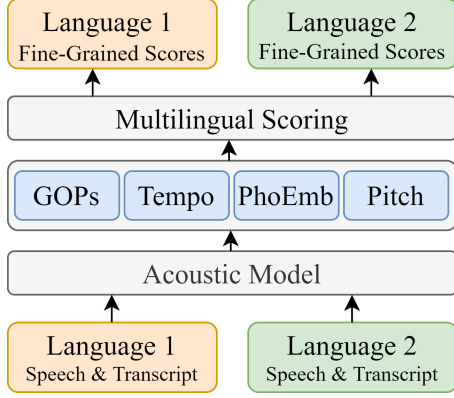 Language 1
Fine-Grained Scores
Language 2
Fine-Grained Scores
Multilingual Scoring
GOPs
Tempo
PhoEmb
Pitch
Acoustic Model
Language 1
Speech & Transcript
Language 2
Speech & Transcript